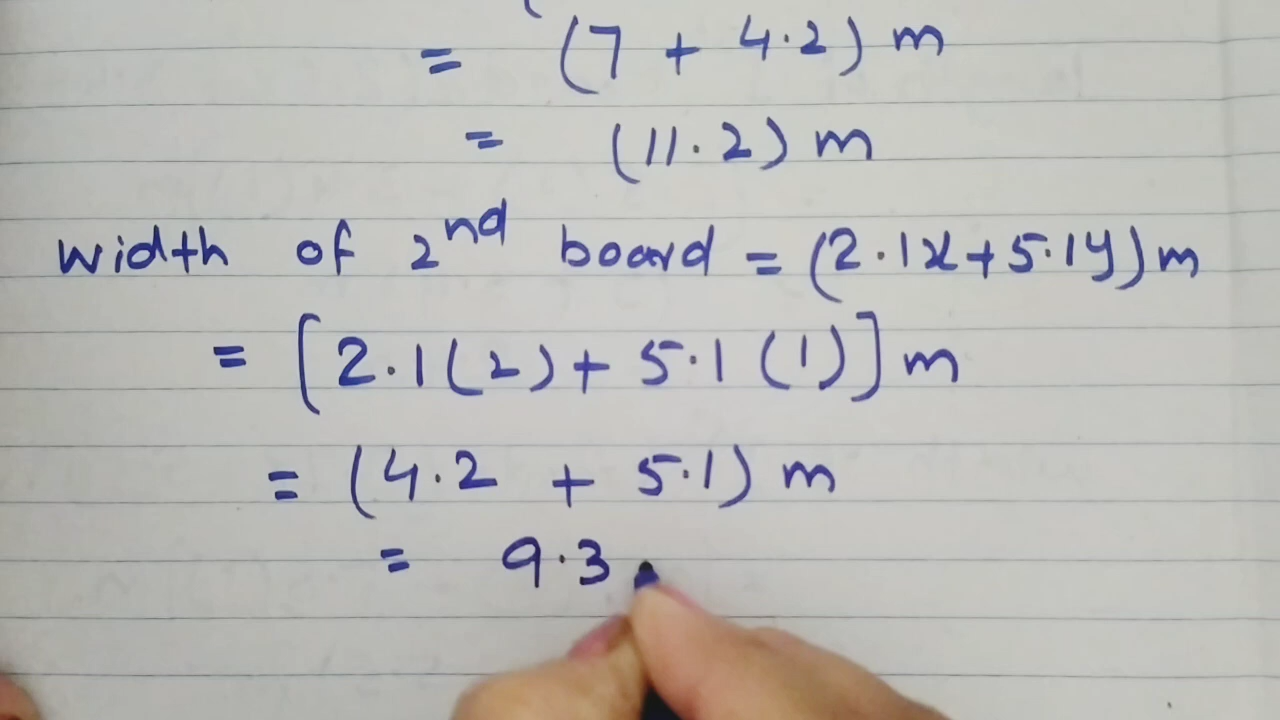 = (7 + 4.2) m
= (11.2) m
width of 2nd board = (2.1x+5.1y) m
= [2.1(2) + 5.1 (1)] m
= (4.2 + 5.1) m
= 9.3